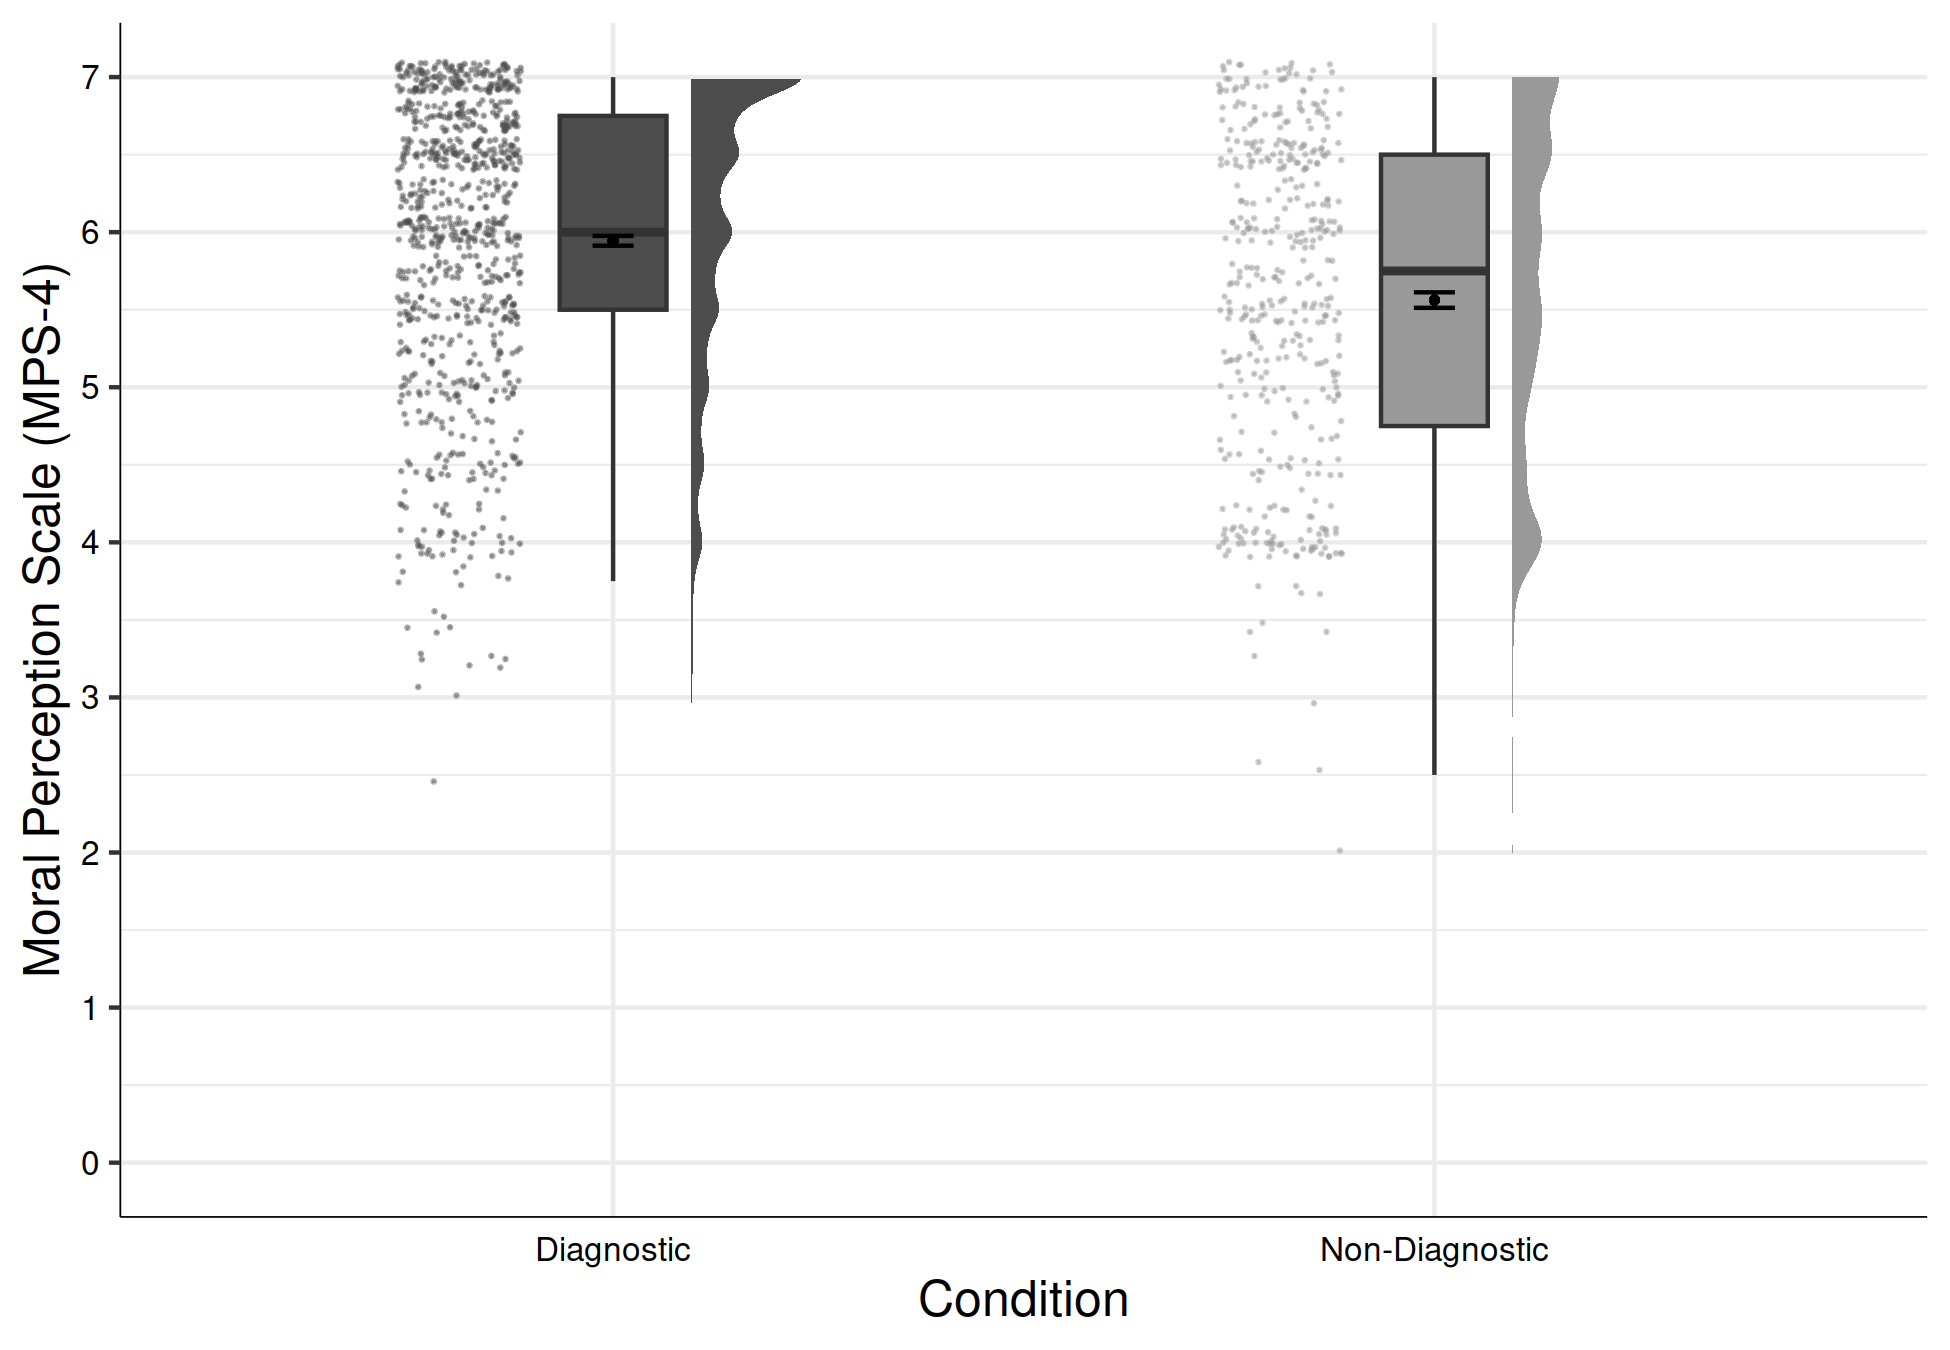 Moral Perception Scale (MPS-4)
7
6
5
4
3
2
1
0
Diagnostic
Non-Diagnostic
Condition